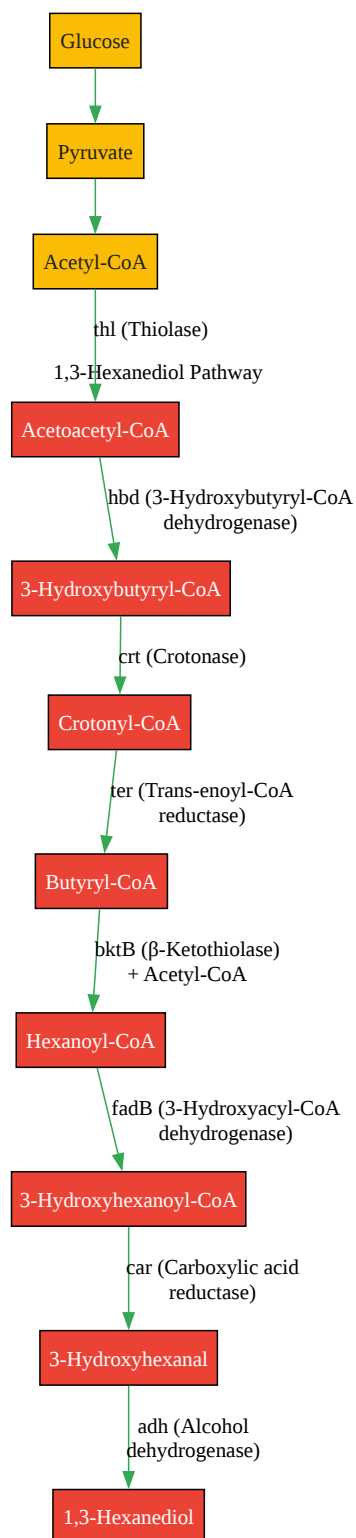 Glucose
Pyruvate
Acetyl-CoA
thl (Thiolase)
1,3-Hexanediol Pathway
Acetoacetyl-CoA
hbd (3-Hydroxybutyryl-CoA
dehydrogenase)
3-Hydroxybutyryl-CoA
crt (Crotonase)
Crotonyl-CoA
ter (Trans-enoyl-CoA
reductase)
Butyryl-CoA
bktB (β-Ketothiolase)
+ Acetyl-CoA
Hexanoyl-CoA
fadB (3-Hydroxyacyl-CoA
dehydrogenase)
3-Hydroxyhexanoyl-CoA
car (Carboxylic acid
reductase)
3-Hydroxyhexanal
adh (Alcohol
dehydrogenase)
1,3-Hexanediol